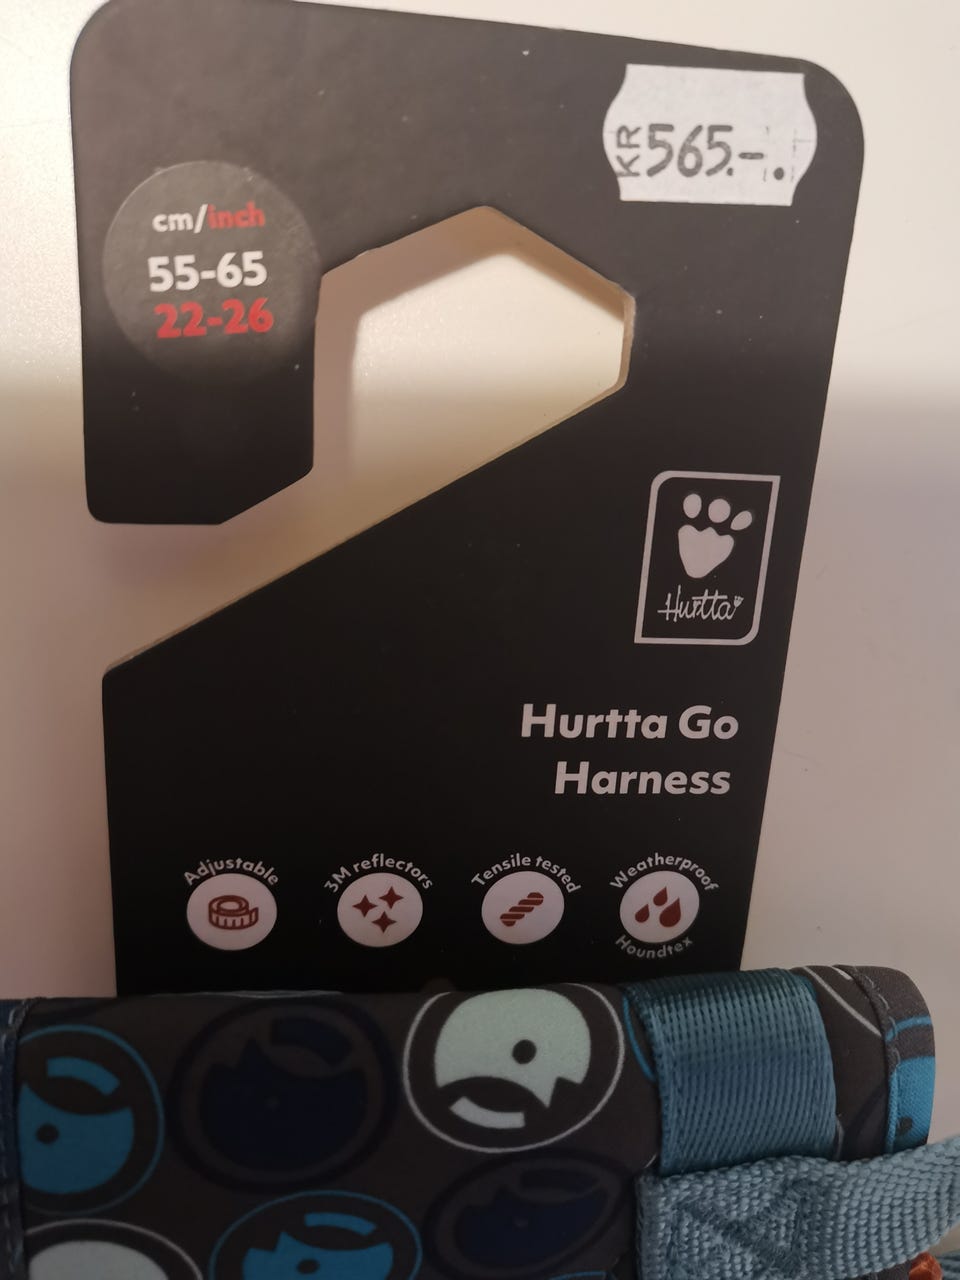 KR 565.-.
cm/inch
55-65
22-26
Hurtta
Hurtta Go
Harness
Adjustable
3M reflectors
Tensile tested
Weatherproof
Houndtex